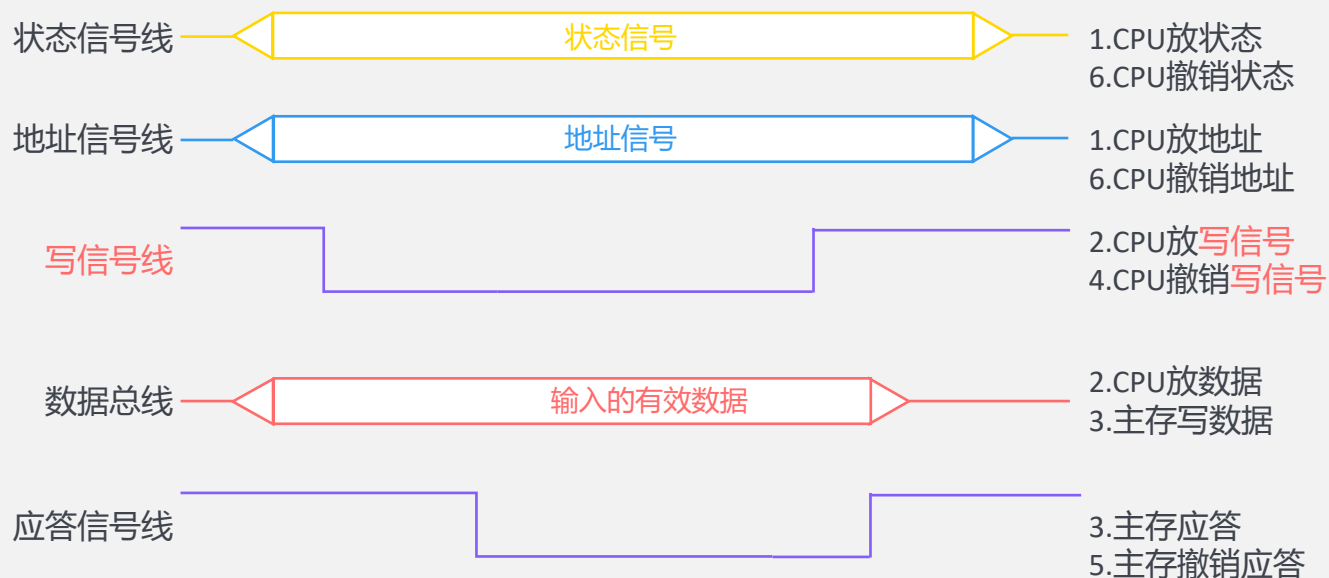 状态信号线
状态信号
1.CPU放状态
6.CPU撤销状态
地址信号线
地址信号
1.CPU放地址
6.CPU撤销地址
写信号线
2.CPU放写信号
4.CPU撤销写信号
数据总线
输入的有效数据
2.CPU放数据
3.主存写数据
应答信号线
3.主存应答
5.主存撤销应答